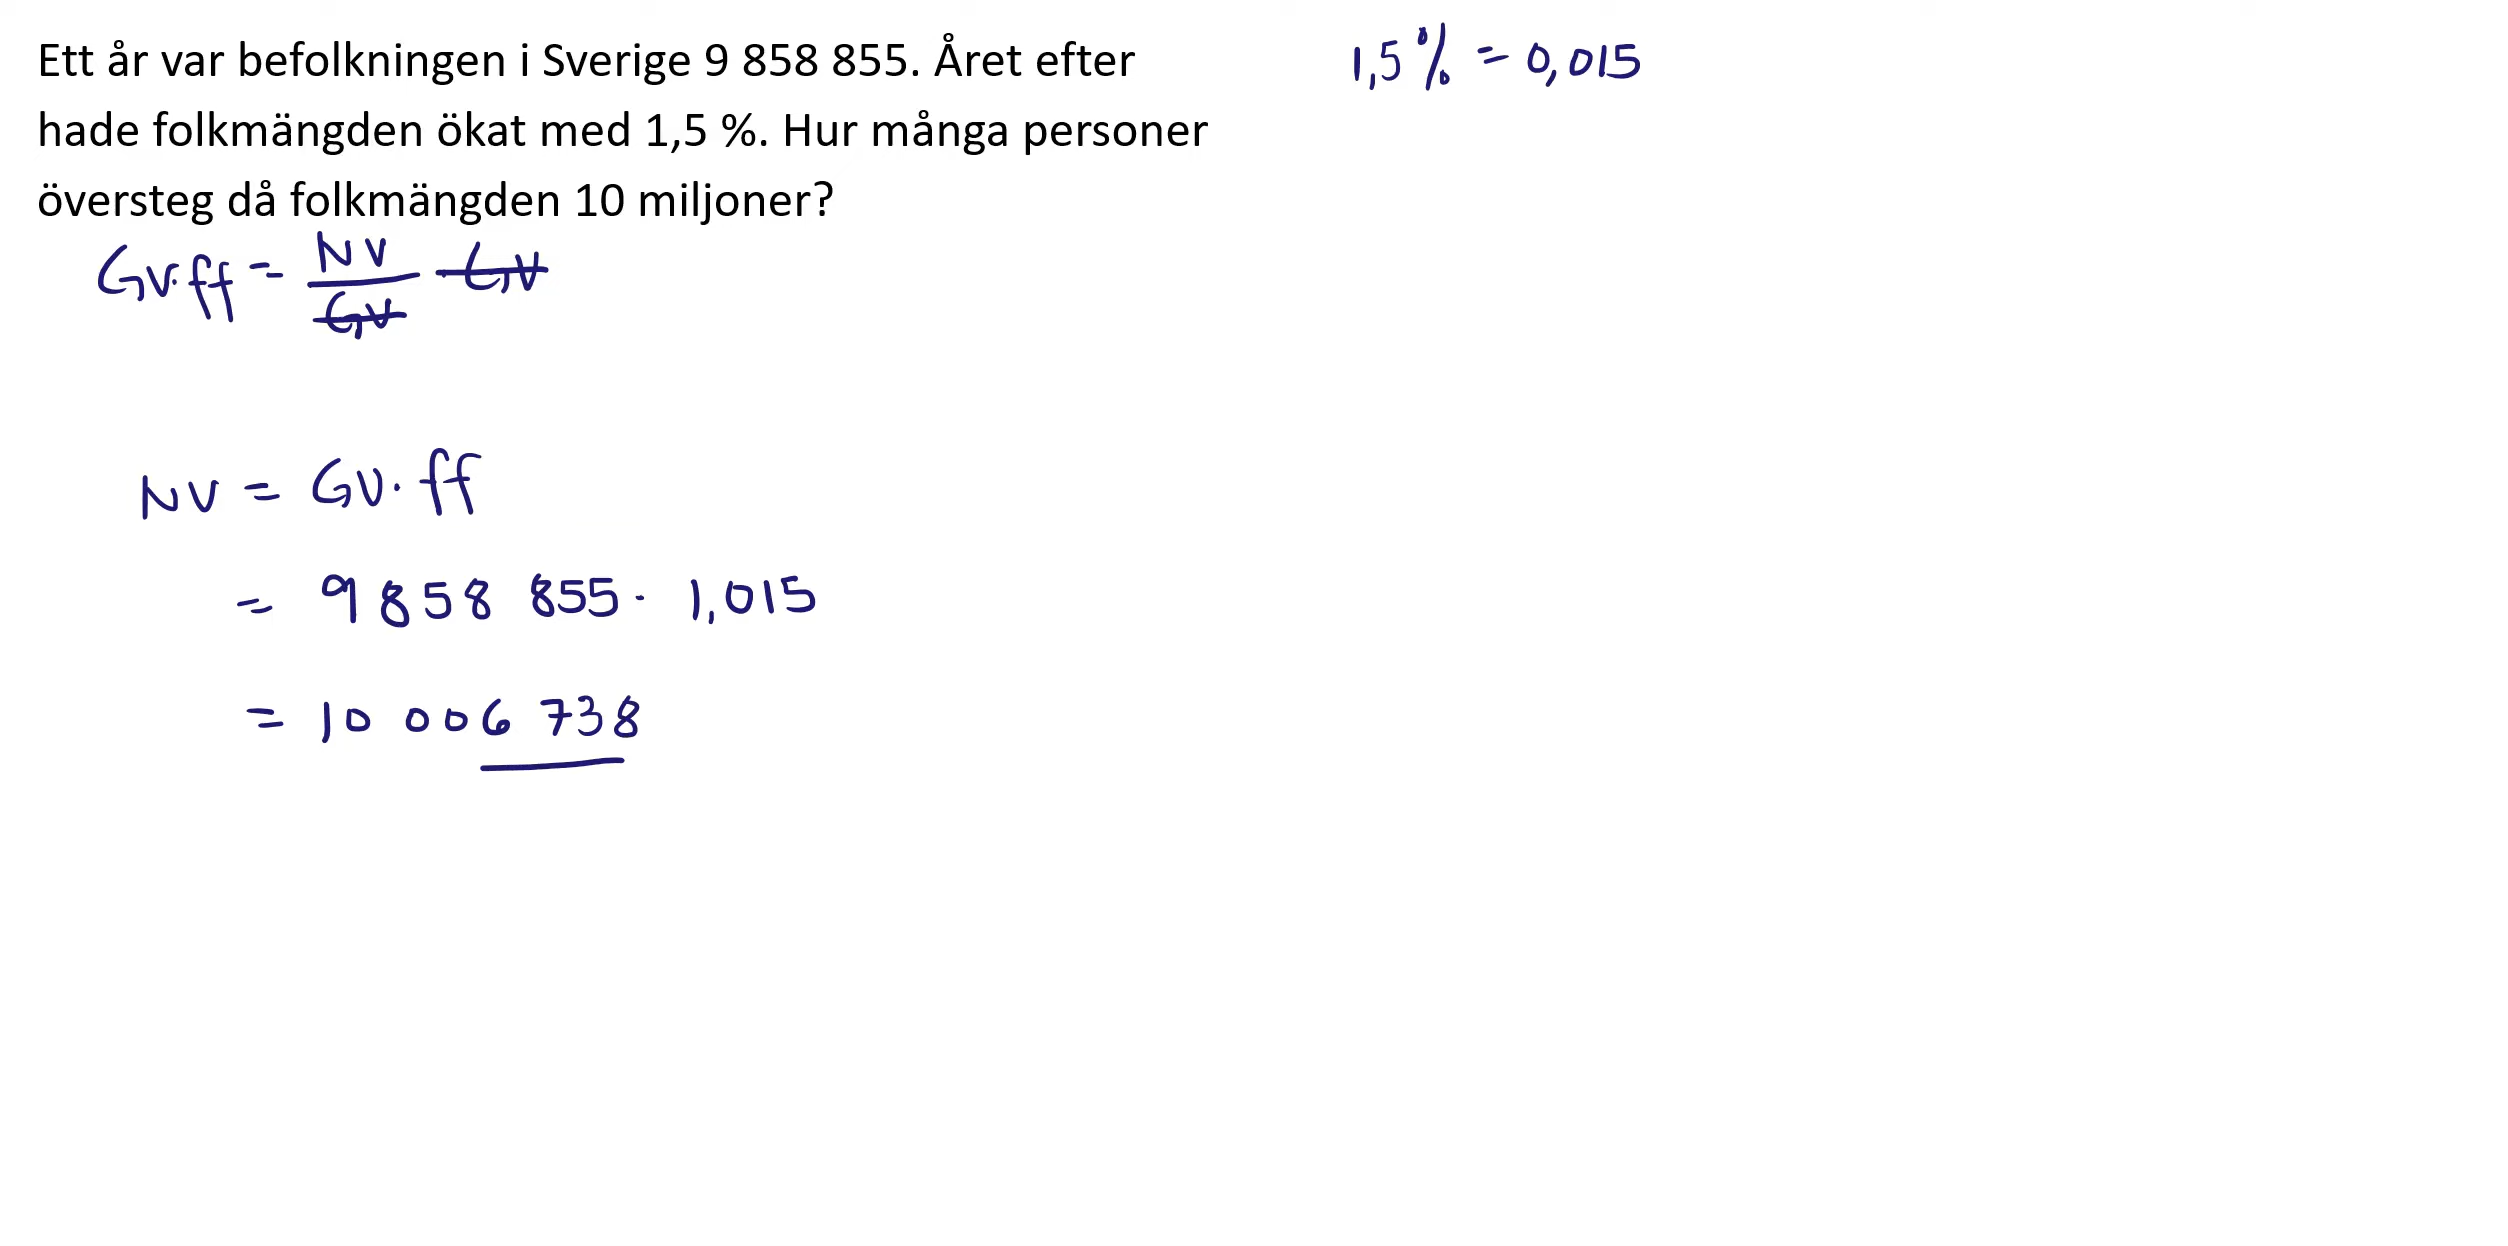 Ett år var befolkningen i Sverige 9 858 855. Året efter
hade folkmängden ökat med 1,5 %. Hur många personer
översteg då folkmängden 10 miljoner?
1,5 % = 0,015
GV·ff = NV/GV · GV
NV = GV·ff
= 9 858 855 · 1,015
= 10 006 738